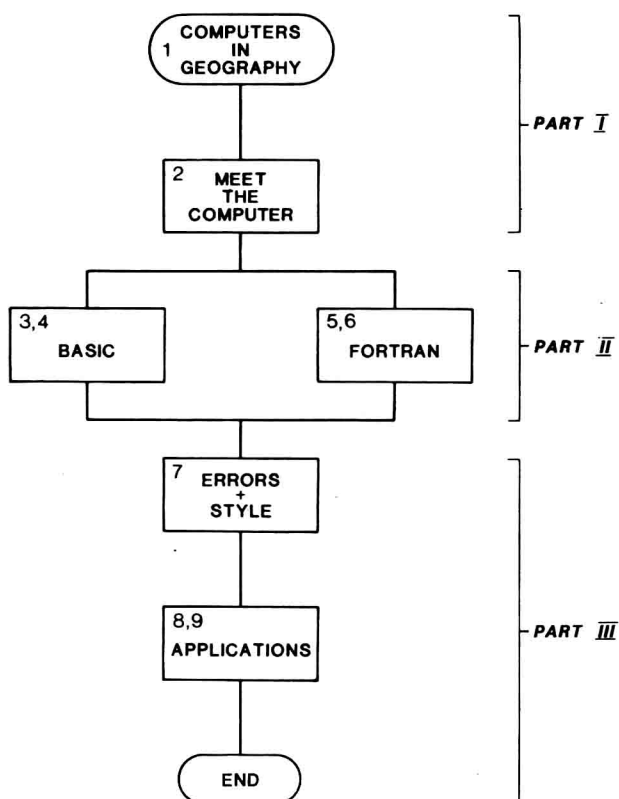 COMPUTERS
1 IN
GEOGRAPHY
PART I
2 MEET
THE
COMPUTER
3,4
BASIC
5,6
FORTRAN
PART II
7 ERRORS
+
STYLE
8,9
APPLICATIONS
PART III
END